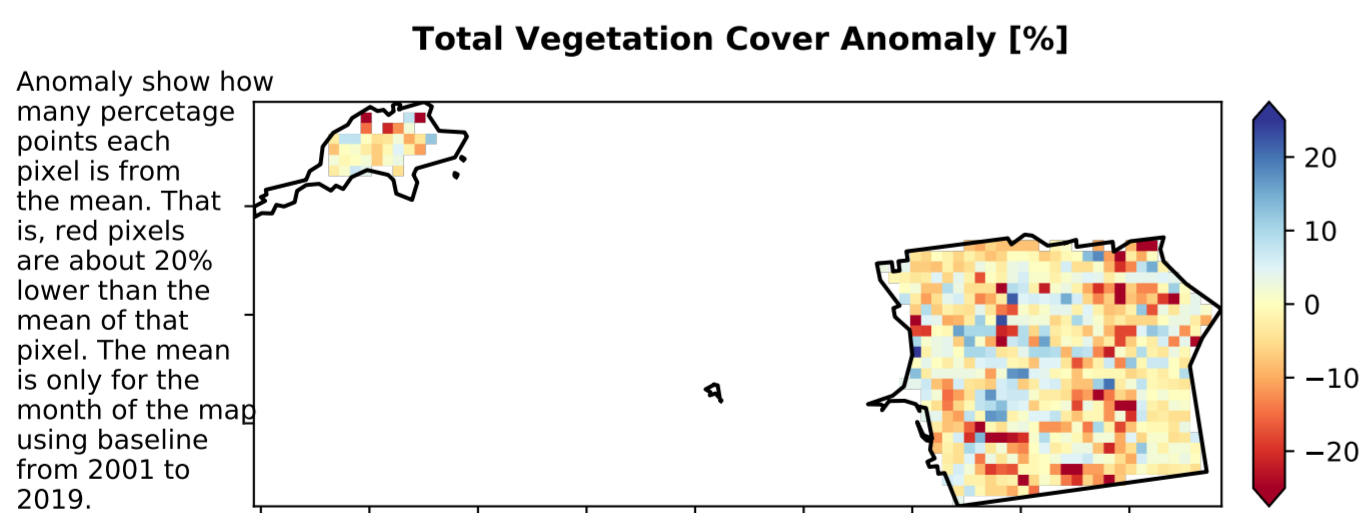 Total Vegetation Cover Anomaly [%]
Anomaly show how
many percetage
points each
pixel is from
the mean. That
is, red pixels
are about 20%
lower than the
mean of that
pixel. The mean
is only for the
month of the map
using baseline
from 2001 to
2019.
20
10
0
−10
−20